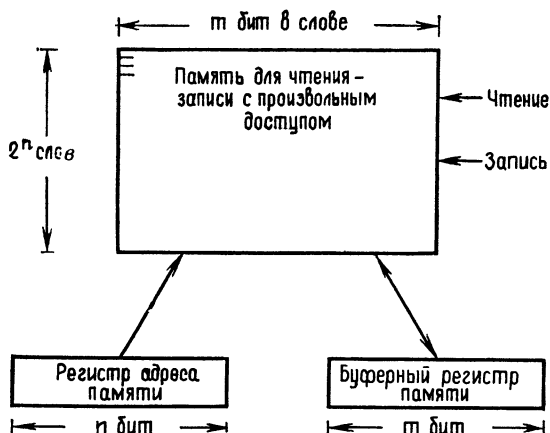 m бит в слове
Память для чтения –
записи с произвольным
доступом
Чтение
2ⁿ слов
Запись
Регистр адреса
памяти
Буферный регистр
памяти
n бит
m бит